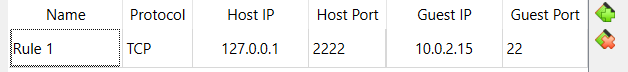 Name Protocol Host IP Host Port Guest IP Guest Port
Rule 1 TCP 127.0.0.1 2222 10.0.2.15 22